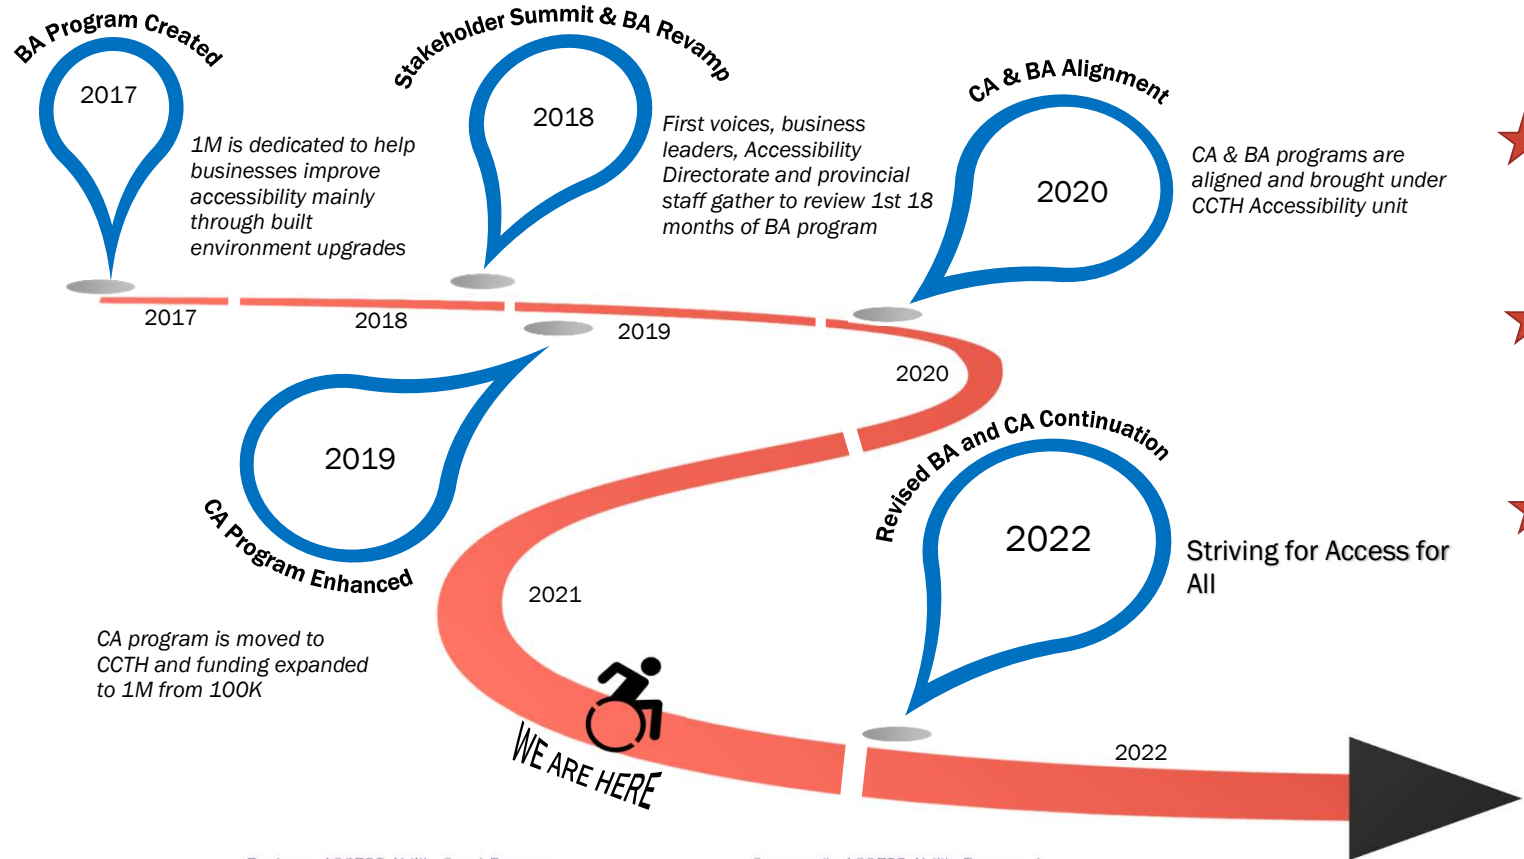 BA Program Created
2017
1M is dedicated to help
businesses improve
accessibility mainly
through built
environment upgrades
Stakeholder Summit & BA Revamp
2018
First voices, business
leaders, Accessibility
Directorate and provincial
staff gather to review 1st 18
months of BA program
CA & BA Alignment
2020
CA & BA programs are
aligned and brought under
CCTH Accessibility unit
2017
2018
2019
2020
2019
CA Program Enhanced
CA program is moved to
CCTH and funding expanded
to 1M from 100K
Revised BA and CA Continuation
2022
Striving for Access for
All
2021
WE ARE HERE
2022